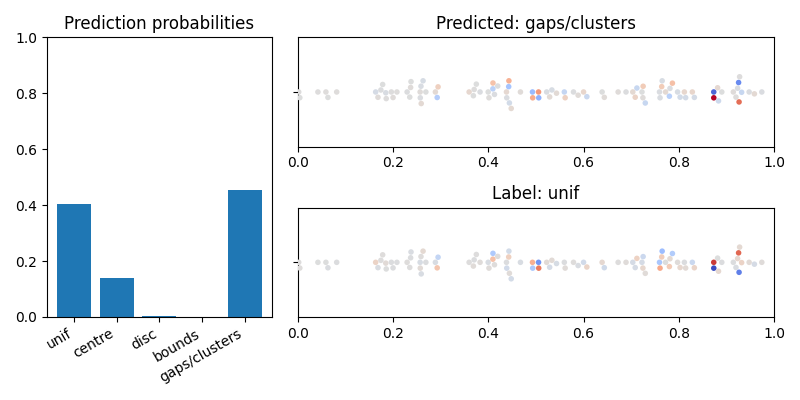 Prediction probabilities
1.0
0.8
0.6
0.4
0.2
0.0
unif
centre
disc
bounds
gaps/clusters
Predicted: gaps/clusters
0.0 0.2 0.4 0.6 0.8 1.0
Label: unif
0.0 0.2 0.4 0.6 0.8 1.0